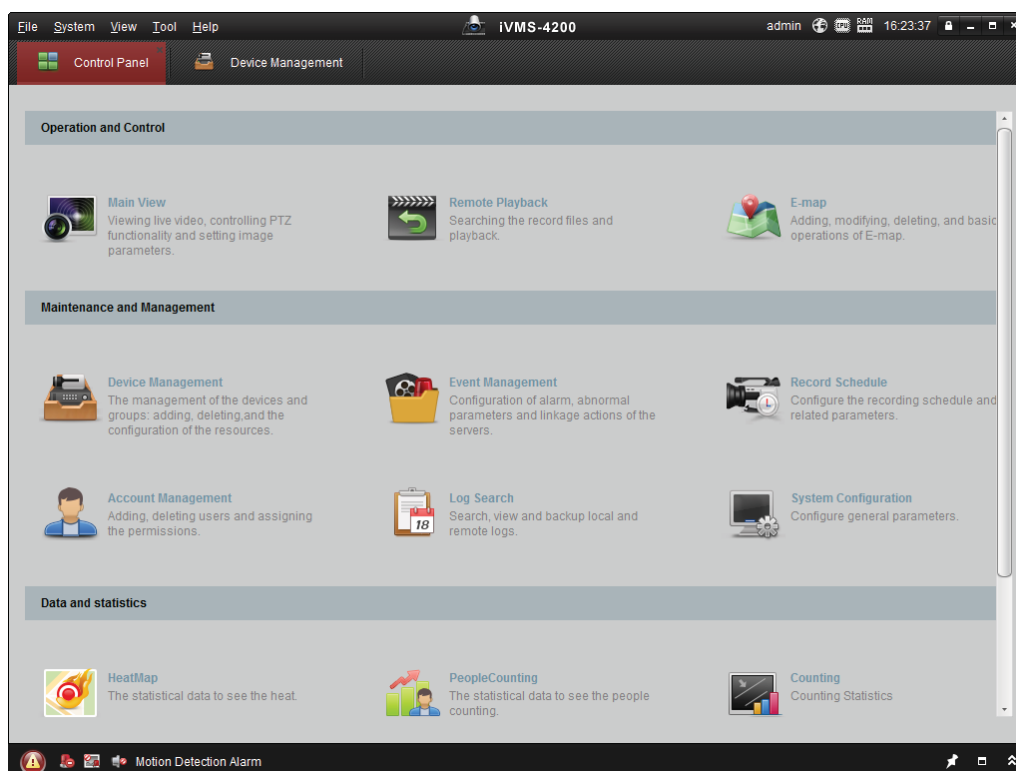 File System View Tool Help iVMS-4200 admin CPU RAM 16:23:37
Control Panel Device Management
Operation and Control
Main View
Viewing live video, controlling PTZ
functionality and setting image
parameters.
Remote Playback
Searching the record files and
playback.
E-map
Adding, modifying, deleting, and basic
operations of E-map.
Maintenance and Management
Device Management
The management of the devices and
groups: adding, deleting,and the
configuration of the resources.
Event Management
Configuration of alarm, abnormal
parameters and linkage actions of the
servers.
Record Schedule
Configure the recording schedule and
related parameters.
Account Management
Adding, deleting users and assigning
the permissions.
18
Log Search
Search, view and backup local and
remote logs.
System Configuration
Configure general parameters.
Data and statistics
HeatMap
The statistical data to see the heat.
PeopleCounting
The statistical data to see the people
counting.
Counting
Counting Statistics
Motion Detection Alarm